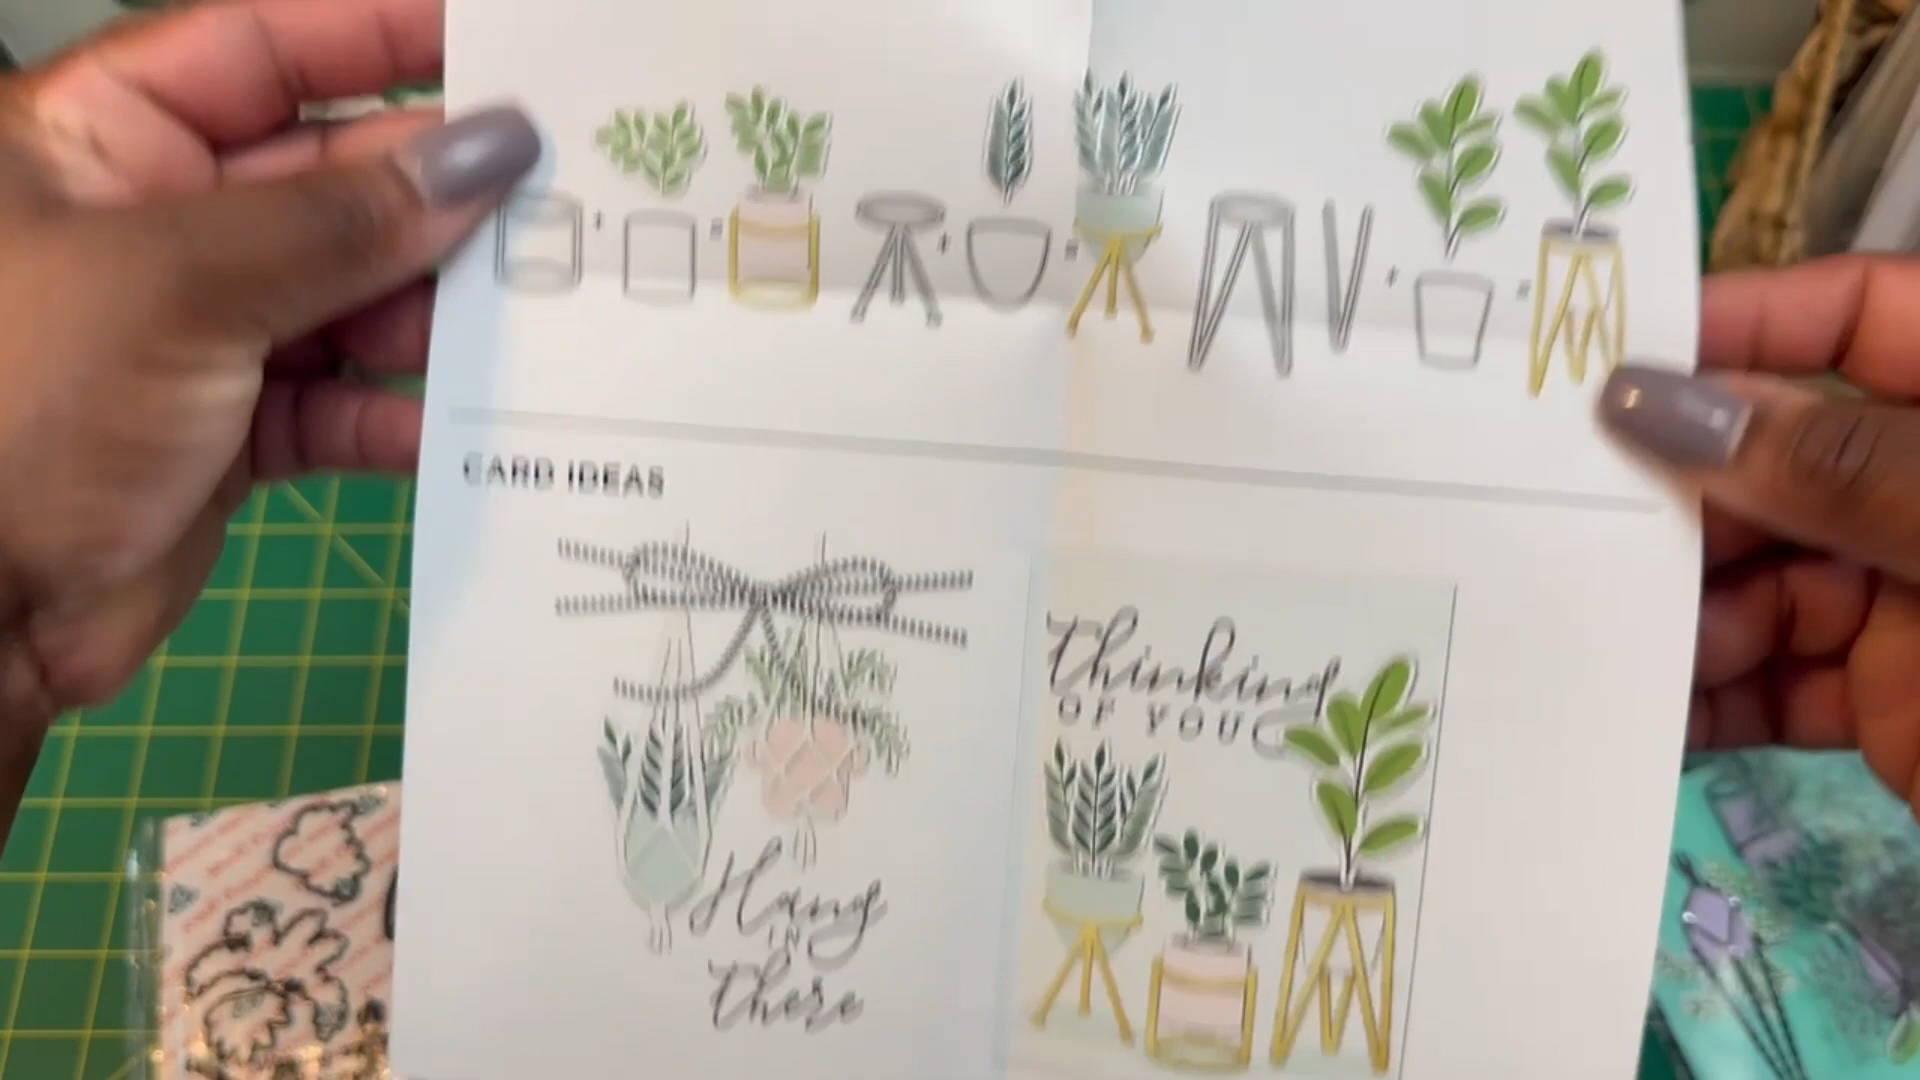 CARD IDEAS
Thinking
OF YOU
Hang
IN
There